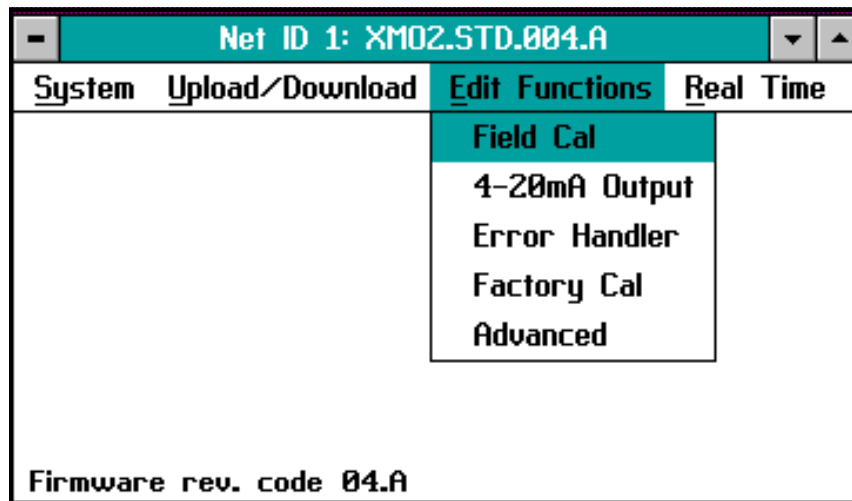 Net ID 1: XMO2.STD.004.A
System Upload/Download Edit Functions Real Time
Field Cal
4-20mA Output
Error Handler
Factory Cal
Advanced
Firmware rev. code 04.A